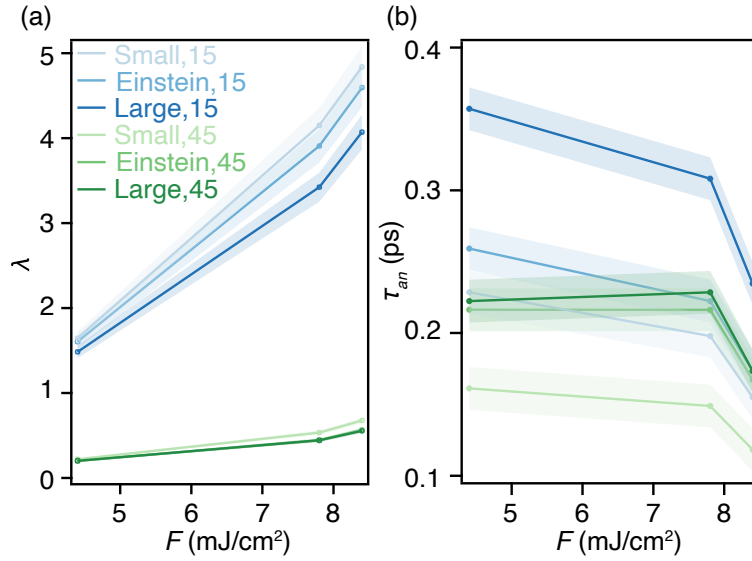 (a)
5
4
3
2
1
0
λ
Small,15
Einstein,15
Large,15
Small,45
Einstein,45
Large,45
5
6
7
8
F (mJ/cm²)
(b)
0.4
0.3
0.2
0.1
τan (ps)
5
6
7
8
F (mJ/cm²)